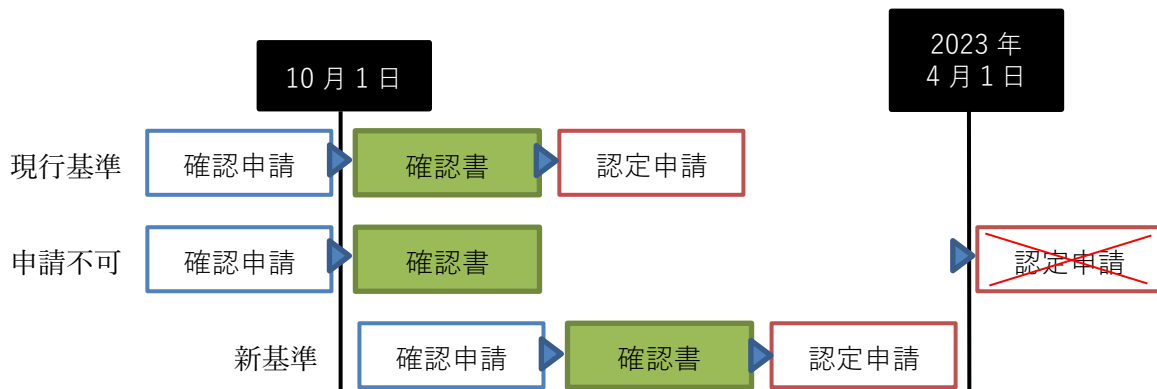 10月1日
2023年
4月1日
現行基準
確認申請
確認書
認定申請
申請不可
確認申請
確認書
認定申請
新基準
確認申請
確認書
認定申請